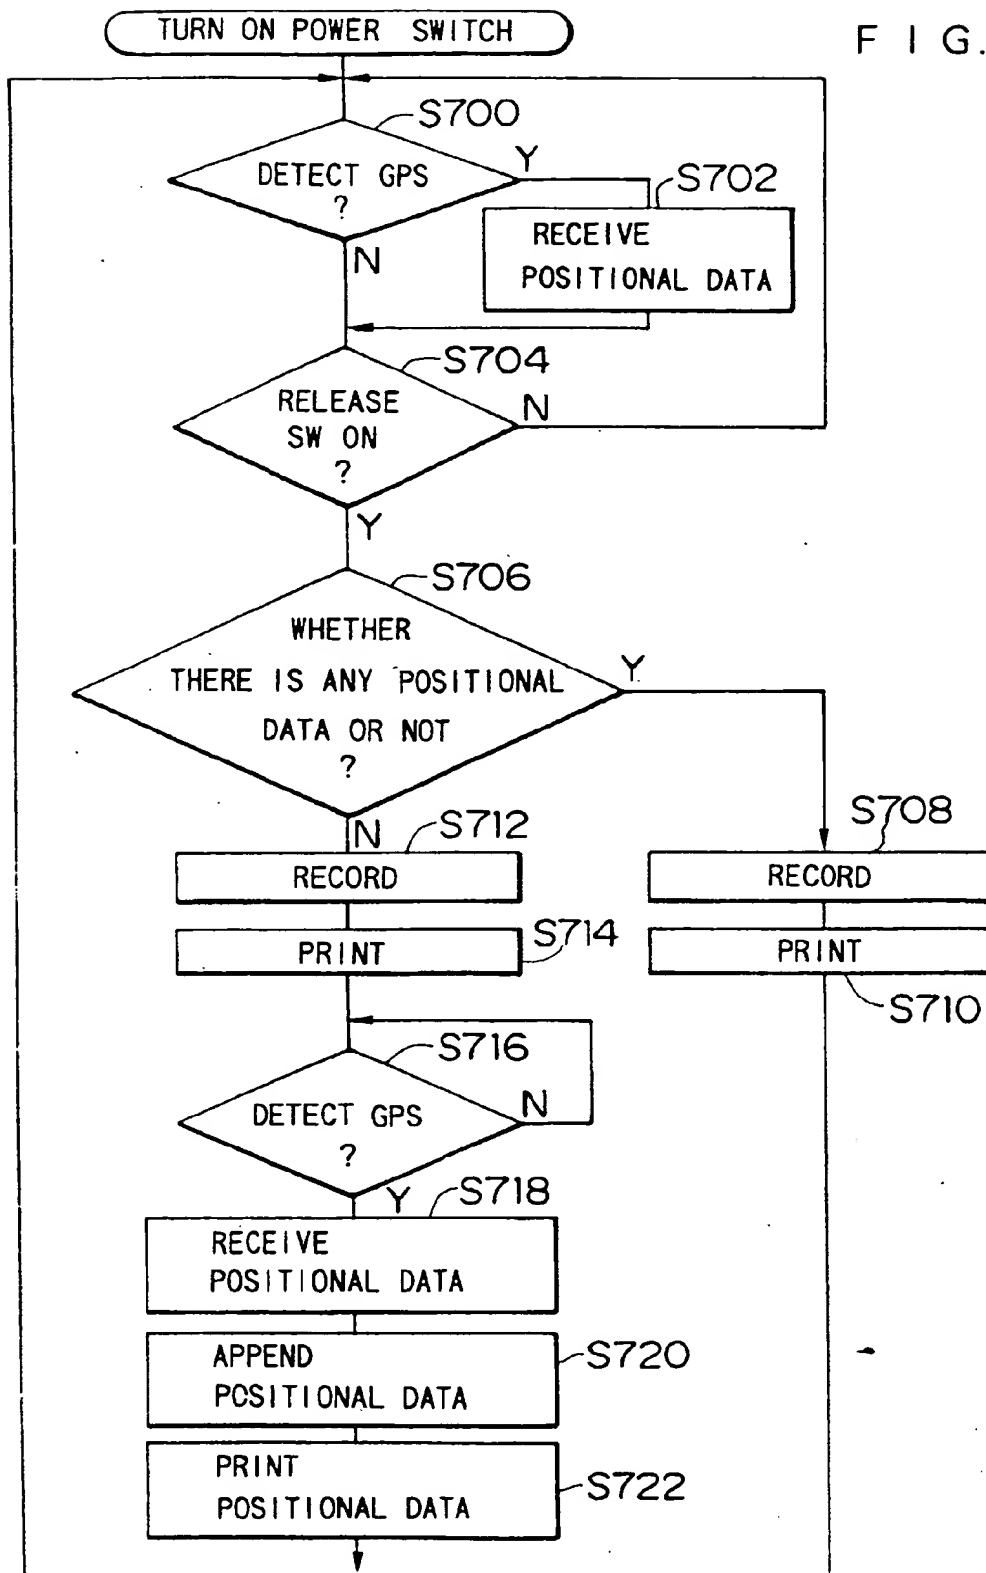 TURN ON POWER SWITCH
F I G.
S700
DETECT GPS
?
Y
N
S702
RECEIVE
POSITIONAL DATA
S704
RELEASE
SW ON
?
N
Y
S706
WHETHER
THERE IS ANY POSITIONAL
DATA OR NOT
?
Y
N
S712
RECORD
S708
RECORD
PRINT
S714
PRINT
S710
S716
DETECT GPS
?
N
Y
S718
RECEIVE
POSITIONAL DATA
APPEND
POSITIONAL DATA
S720
PRINT
POSITIONAL DATA
S722